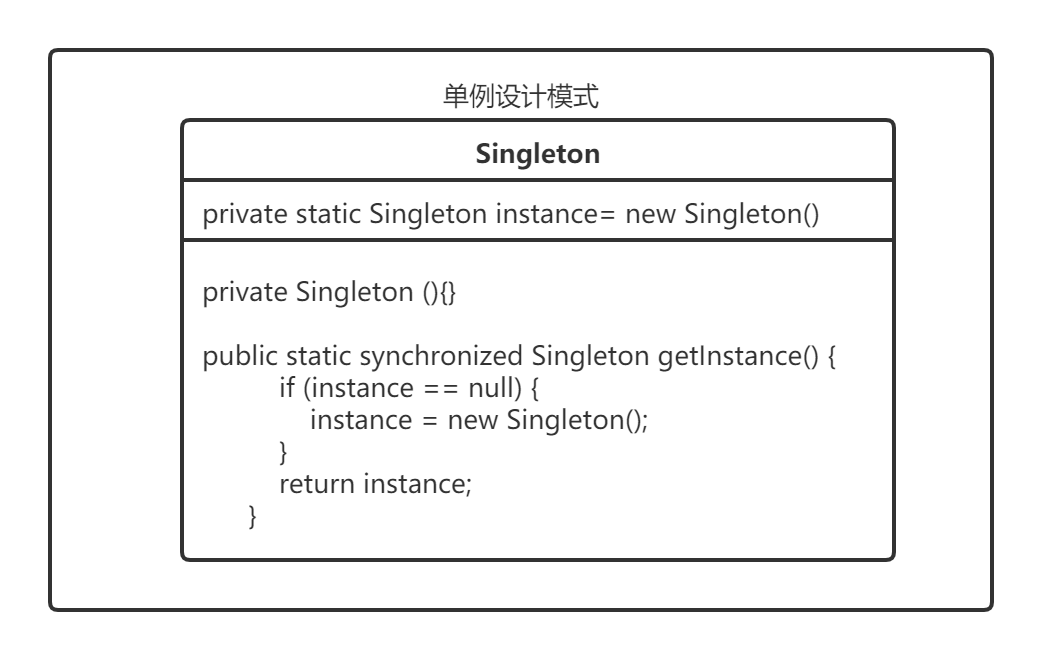 单例设计模式
Singleton
private static Singleton instance= new Singleton()
private Singleton (){}
public static synchronized Singleton getInstance() {
if (instance == null) {
instance = new Singleton();
}
return instance;
}